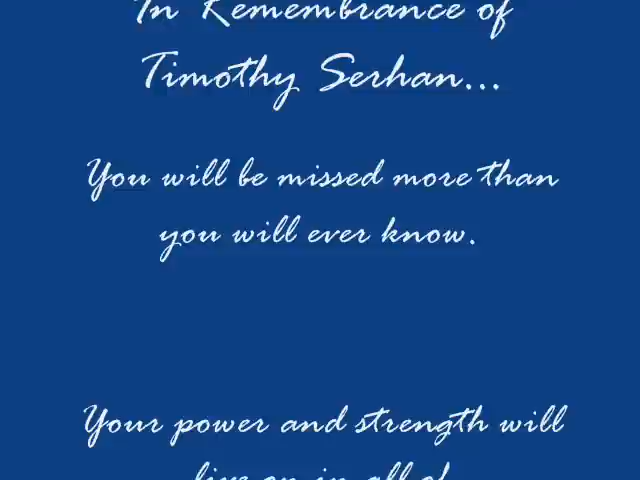 In Remembrance of
Timothy Serhan...
You will be missed more than
you will ever know.
Your power and strength will
live on in all of